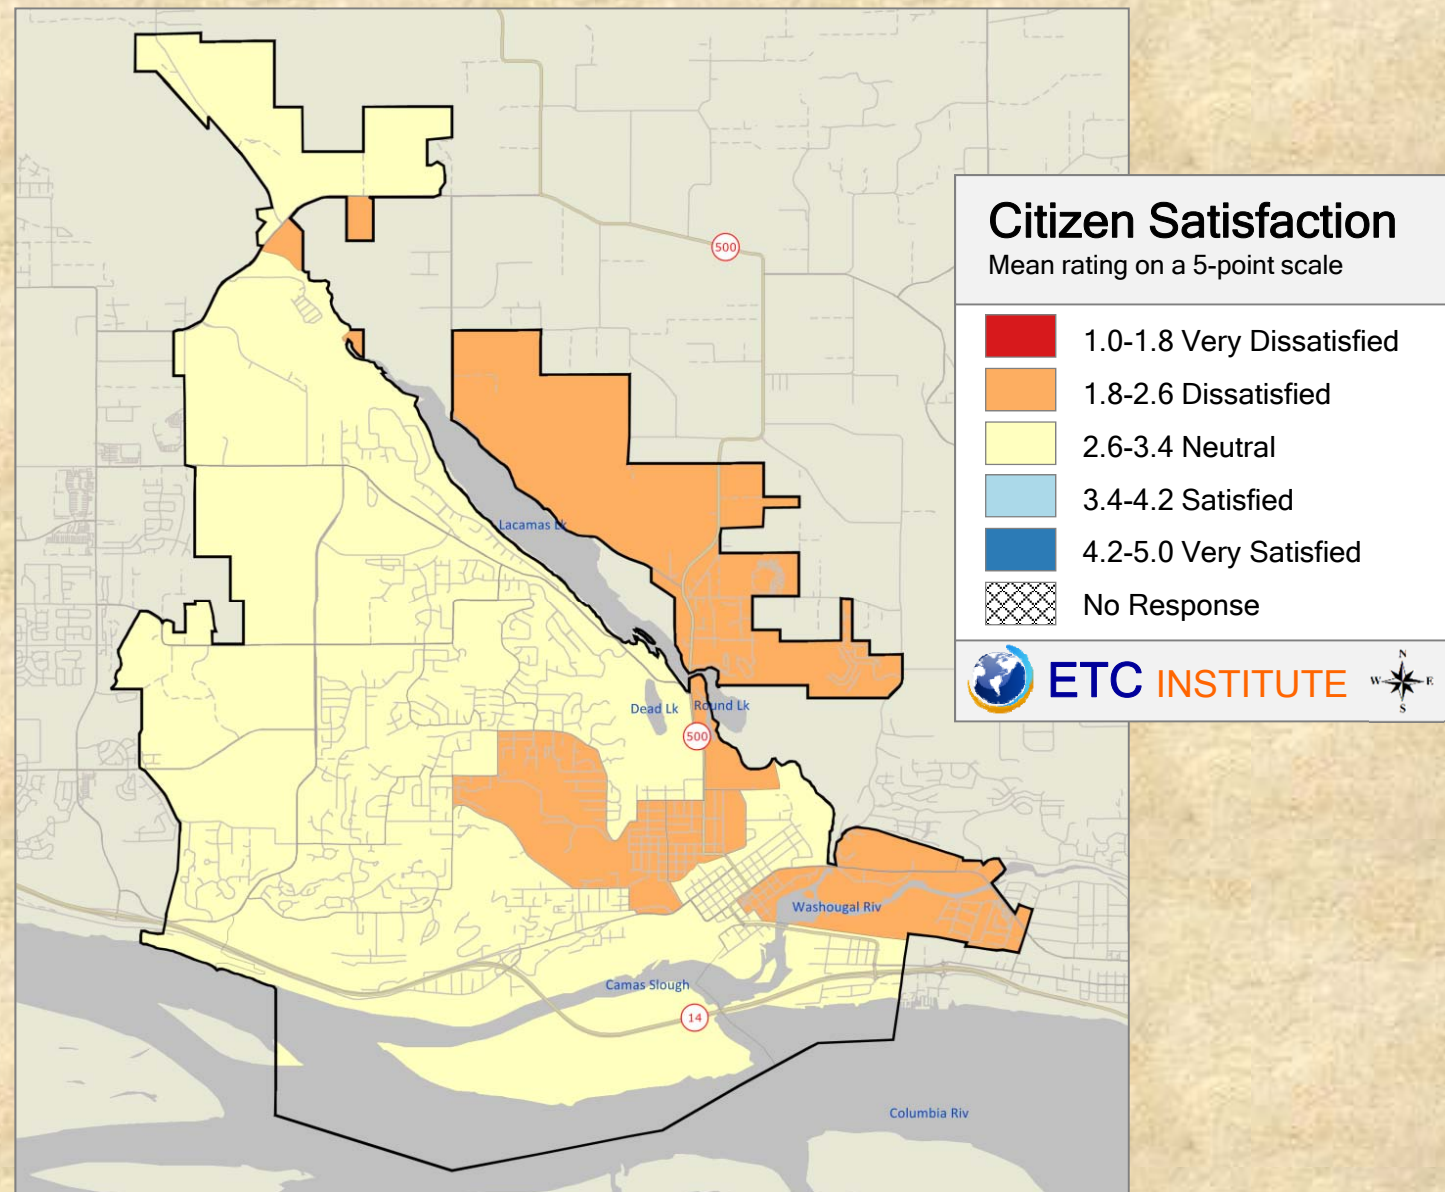 Citizen Satisfaction
Mean rating on a 5-point scale
1.0-1.8 Very Dissatisfied
1.8-2.6 Dissatisfied
2.6-3.4 Neutral
3.4-4.2 Satisfied
4.2-5.0 Very Satisfied
No Response
ETC INSTITUTE
N
W E
S
500
Lacamas Lk
Dead Lk
Round Lk
500
Washougal Riv
Camas Slough
14
Columbia Riv